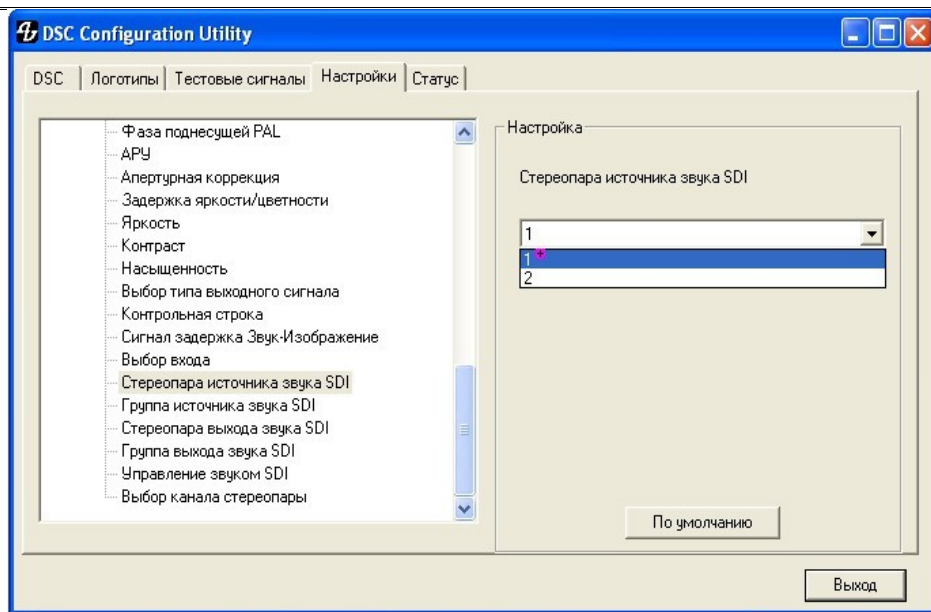 DSC Configuration Utility
DSC Логотипы Тестовые сигналы Настройки Статус
Фаза поднесущей PAL
АРУ
Апертурная коррекция
Задержка яркости/цветности
Яркость
Контраст
Насыщенность
Выбор типа выходного сигнала
Контрольная строка
Сигнал задержка Звук-Изображение
Выбор входа
Стереопара источника звука SDI
Группа источника звука SDI
Стереопара выхода звука SDI
Группа выхода звука SDI
Управление звуком SDI
Выбор канала стереопары
Настройка
Стереопара источника звука SDI
1
1
2
По умолчанию
Выход